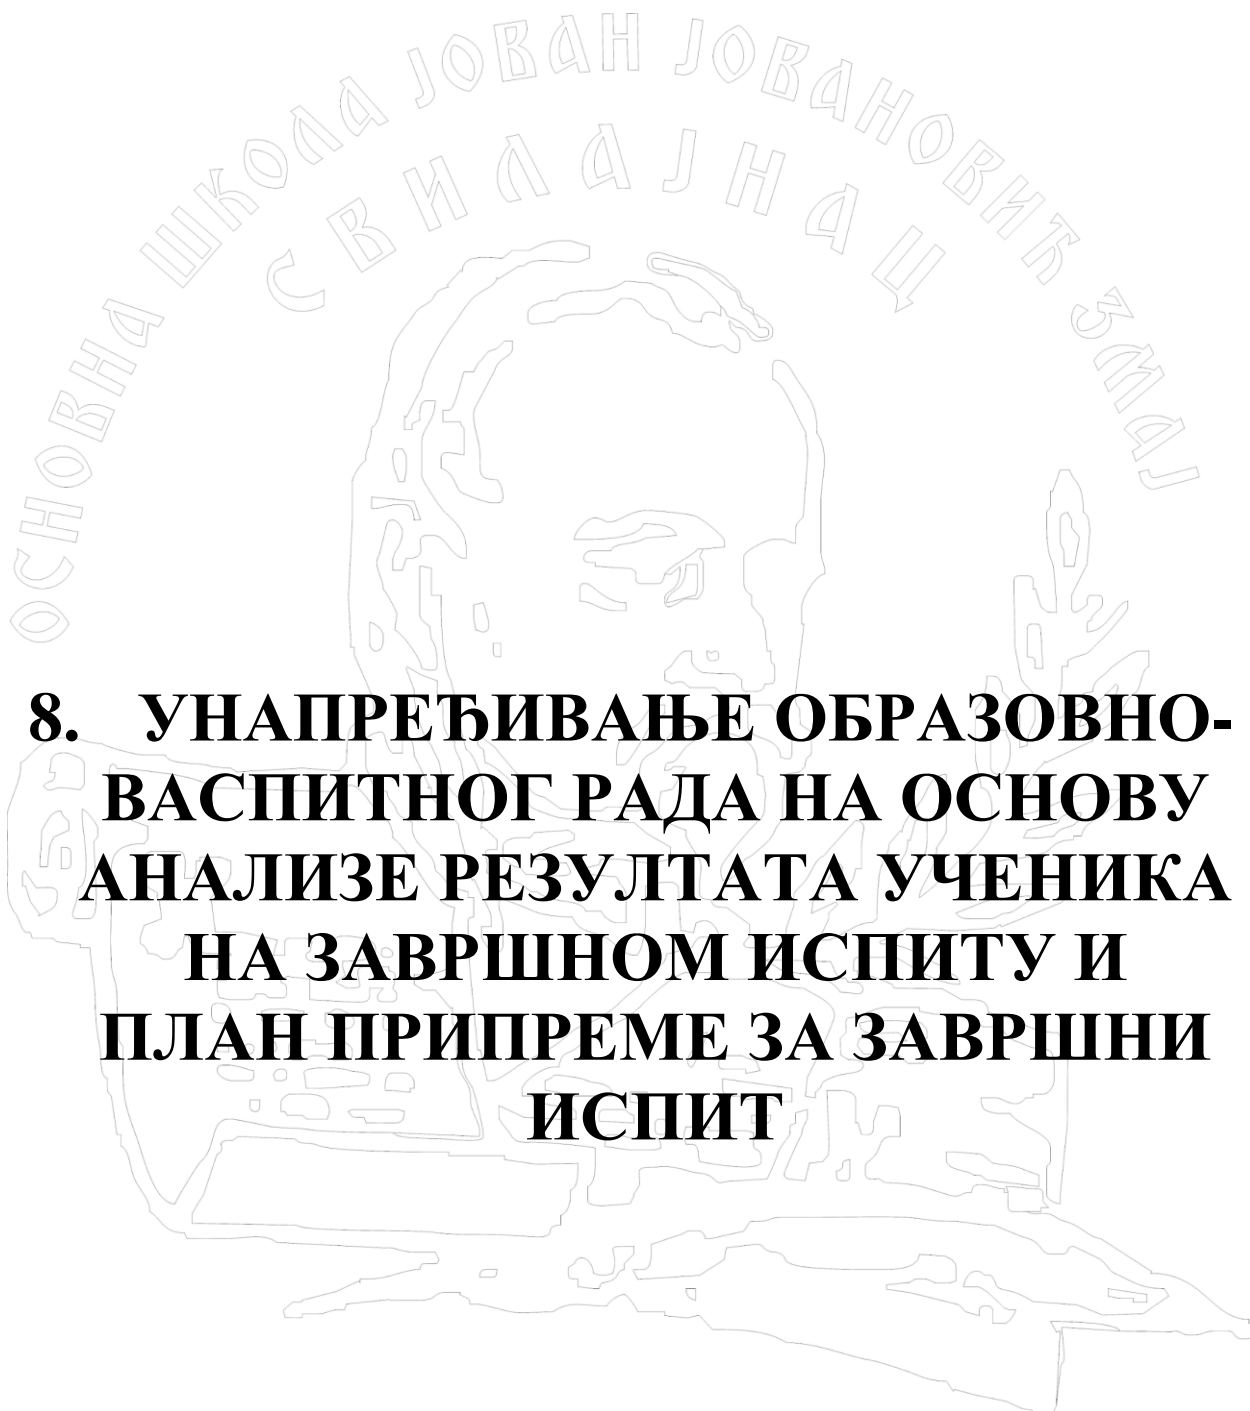 ОСНОВНА ШКОЛА ЈОВАН ЈОВАНОВИЋ ЗМАЈ
СВИЛАЈНАЦ
8. УНАПРЕЂИВАЊЕ ОБРАЗОВНО-
ВАСПИТНОГ РАДА НА ОСНОВУ
АНАЛИЗЕ РЕЗУЛТАТА УЧЕНИКА
НА ЗАВРШНОМ ИСПИТУ И
ПЛАН ПРИПРЕМЕ ЗА ЗАВРШНИ
ИСПИТ